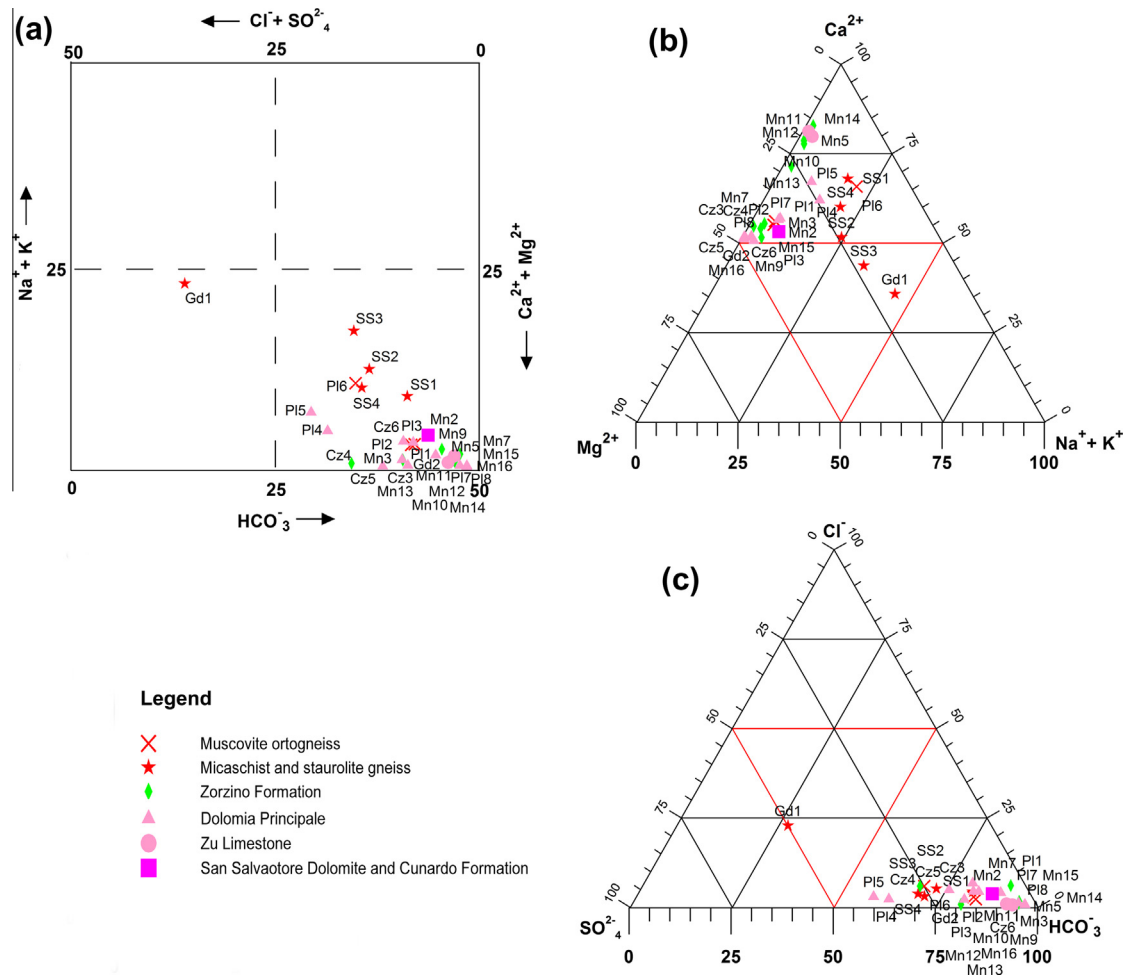 (a)
Cl⁻+ SO²⁻₄
50 25 0
Na⁺+ K⁺
Ca²⁺+ Mg²⁺
25 25
Gd1
SS3
SS2
Pl6
SS4
SS1
Pl5
Pl4
Cz6 Pl3
Mn2
Mn9
Mn7
Cz4
Pl2
Mn5
Mn15
Mn3
Pl1
Mn16
Gd2
Cz5 Cz3 Mn11 Pl7 Pl8
Mn13
Mn12
Mn10 Mn14
0 25 50
HCO⁻₃
(b)
Ca²⁺
0 100
Mn11 Mn14
Mn12 Mn5
25 75
Mn10
Mn13 Pl5
SS1
SS4
Mn7 Pl7 Pl1 Pl6
Cz3 Cz4 Pl2 Pl4
Pl8 Mn3 SS2
Mn2
50 50
Cz5 Cz6 Mn15
Gd2 Pl3
Mn16 Mn9
SS3
Gd1
75 25
100 0
Mg²⁺ Na⁺+ K⁺
0 25 50 75 100
(c)
Cl⁻
0 100
25 75
50 50
Gd1
75 25
SS2
SS3 Cz3 Mn7 Pl1
Cz5 Mn2 Pl7 Mn15
Pl5 Cz4 SS1 Pl8
Mn14
100 0
SS4 Pl6 Mn5
Pl4 Gd2 Pl2 Mn11 Mn3
SO²⁻₄ HCO⁻₃
Pl3 Cz6
Mn10 Mn9
Mn12 Mn16
Mn13
0 25 50 75 100
Legend
Muscovite ortogneiss
Micaschist and staurolite gneiss
Zorzino Formation
Dolomia Principale
Zu Limestone
San Salvaotore Dolomite and Cunardo Formation